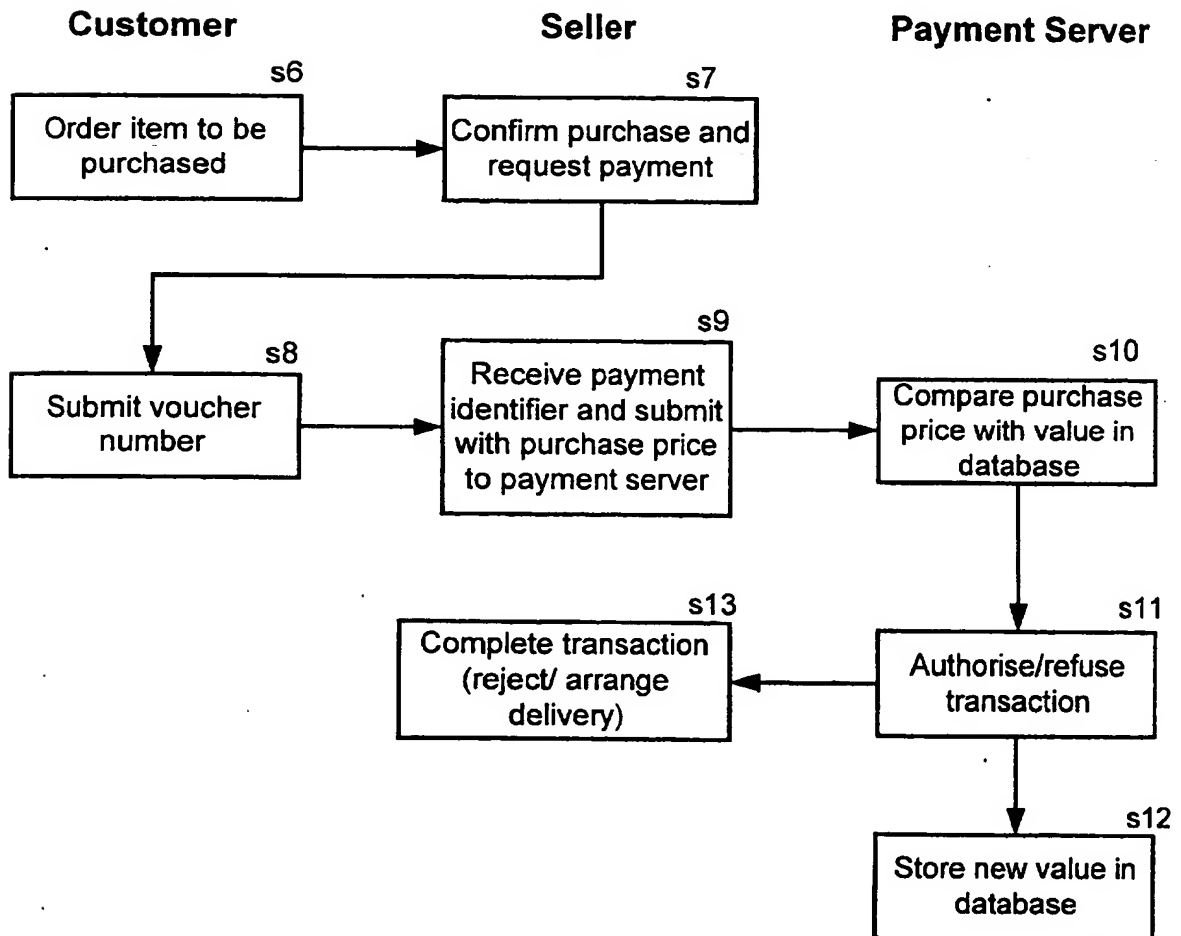 Customer
Seller
Payment Server
s6
Order item to be
purchased
s7
Confirm purchase and
request payment
s8
Submit voucher
number
s9
Receive payment
identifier and submit
with purchase price
to payment server
s10
Compare purchase
price with value in
database
s11
Authorise/refuse
transaction
s13
Complete transaction
(reject/ arrange
delivery)
s12
Store new value in
database